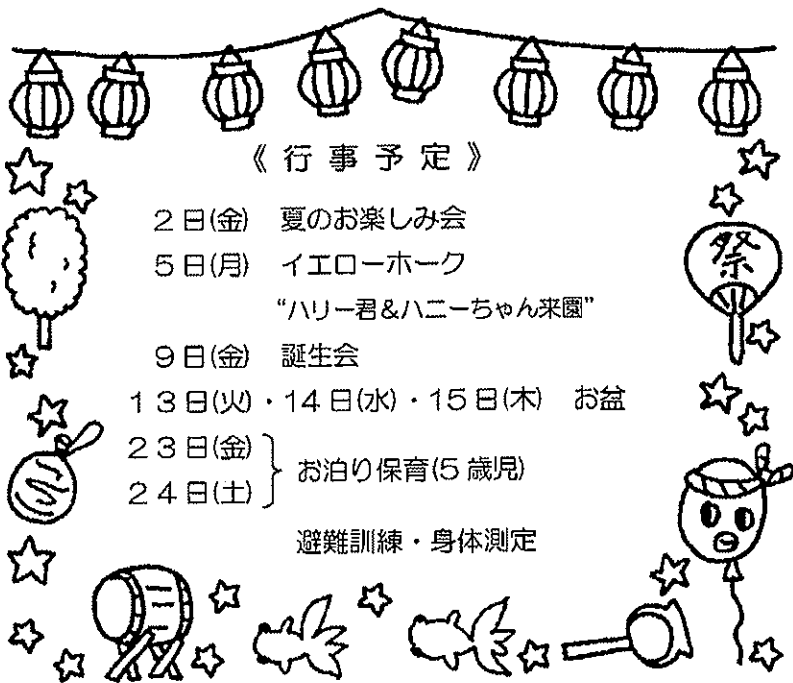 《 行 事 予 定 》
２日(金)　夏のお楽しみ会
祭
５日(月)　イエローホーク
“ハリー君＆ハニーちゃん来園”
９日(金)　誕生会
１３日(火)・14日(水)・15日(木)　お盆
２３日(金)
お泊り保育(５歳児)
２４日(土)
避難訓練・身体測定